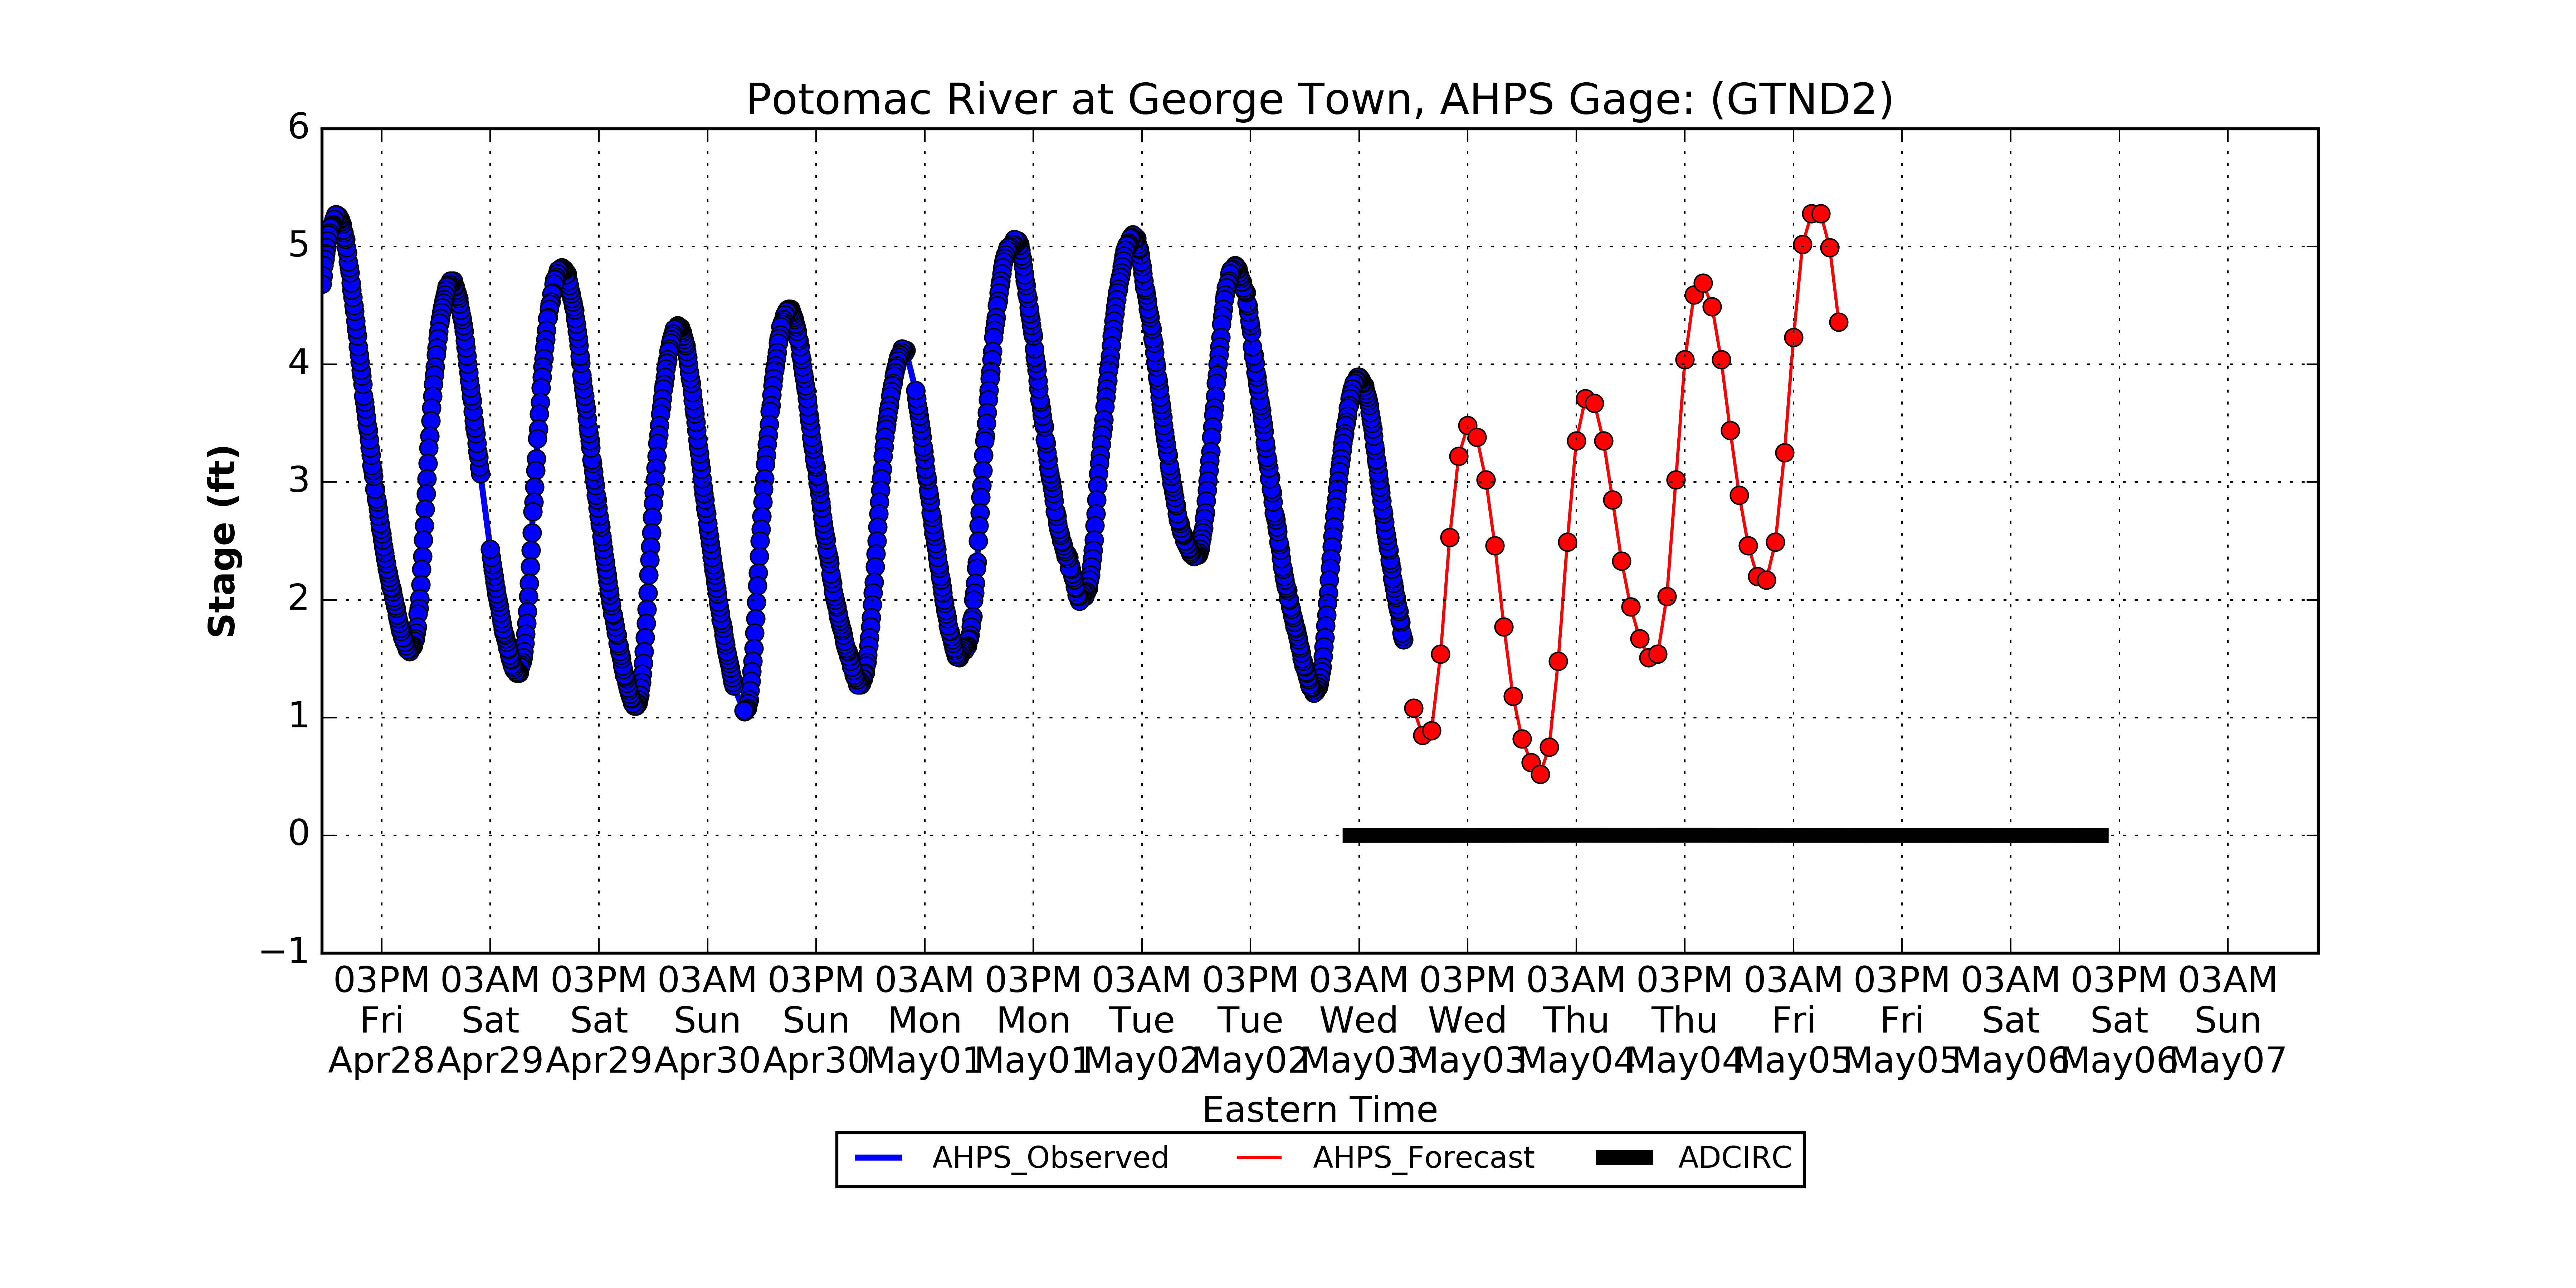 Potomac River at George Town, AHPS Gage: (GTND2)
6
5
4
3
2
1
0
−1
Stage (ft)
03PM 03AM 03PM 03AM 03PM 03AM 03PM 03AM 03PM 03AM 03PM 03AM 03PM 03AM 03PM 03AM 03PM 03AM
Fri Sat Sat Sun Sun Mon Mon Tue Tue Wed Wed Thu Thu Fri Fri Sat Sat Sun
Apr28 Apr29 Apr29 Apr30 Apr30 May01 May01 May02 May02 May03 May03 May04 May04 May05 May05 May06 May06 May07
Eastern Time
AHPS_Observed AHPS_Forecast ADCIRC